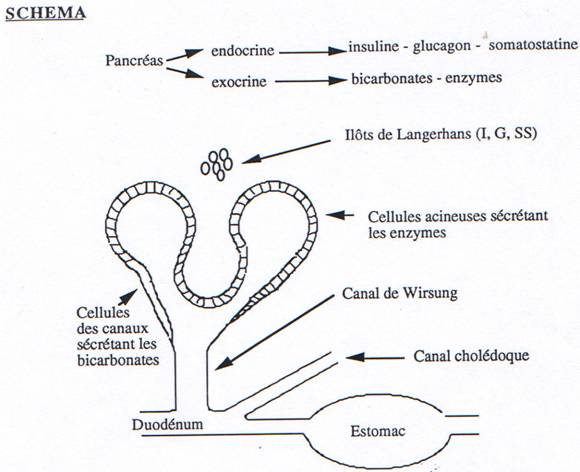 SCHEMA
endocrine insuline - glucagon - somatostatine
Pancréas
exocrine bicarbonates - enzymes
Ilôts de Langerhans (I, G, SS)
Cellules acineuses sécrétant
les enzymes
Canal de Wirsung
Cellules
des canaux
sécrétant les
bicarbonates
Canal cholédoque
Duodénum
Estomac